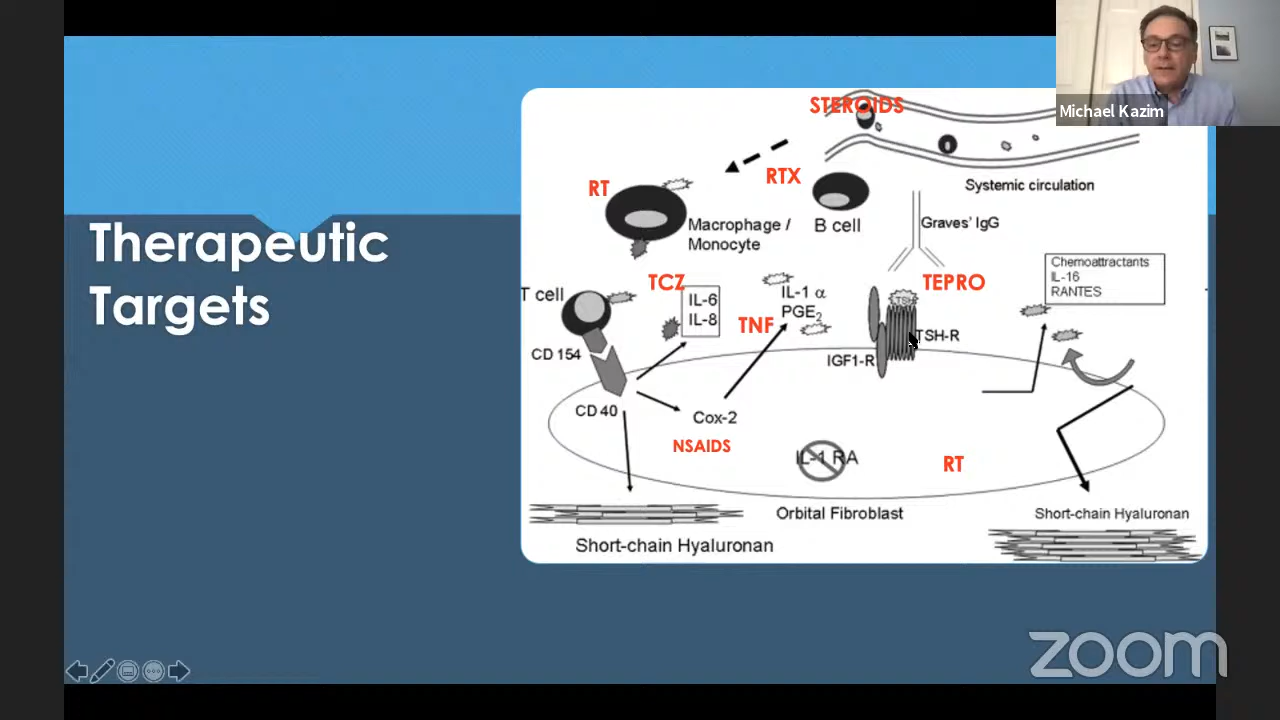 Michael Kazim
Therapeutic
Targets
STEROIDS
RT
RTX
Systemic circulation
Macrophage /
Monocyte
B cell
Graves' IgG
T cell
TCZ
IL-6
IL-8
IL-1 α
PGE2
TNF
TEPRO
Chemoattractants
IL-16
RANTES
TSH
TSH-R
IGF1-R
CD 154
CD 40
Cox-2
NSAIDS
IL-1 RA
RT
Orbital Fibroblast
Short-chain Hyaluronan
Short-chain Hyaluronan
zoom